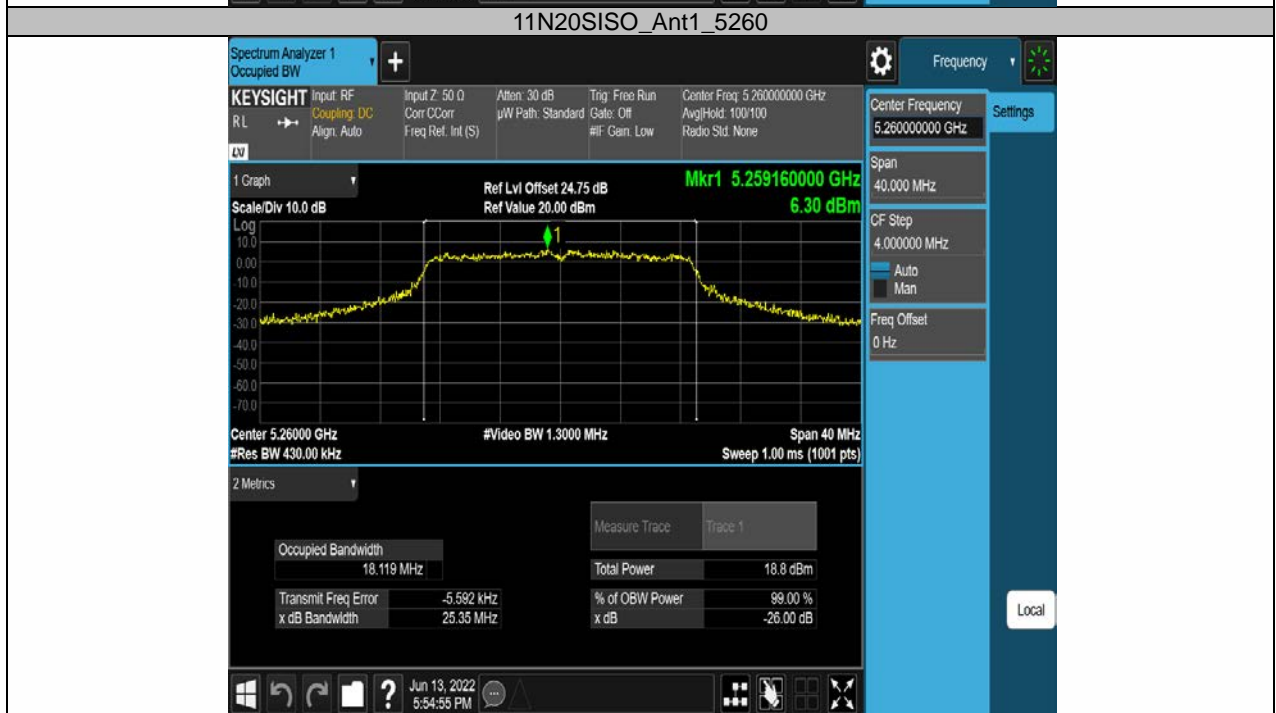 11N20SISO_Ant1_5260
Spectrum Analyzer 1
Occupied BW
+
Frequency
KEYSIGHT
RL
LXI
Input: RF
Coupling: DC
Align: Auto
Input Z: 50 Ω
Corr CCorr
Freq Ref: Int (S)
Atten: 30 dB
µW Path: Standard
Trig: Free Run
Gate: Off
#IF Gain: Low
Center Freq: 5.260000000 GHz
Avg|Hold: 100/100
Radio Std: None
Center Frequency
5.260000000 GHz
Settings
Span
40.000 MHz
CF Step
4.000000 MHz
Auto
Man
Freq Offset
0 Hz
Local
1 Graph
Scale/Div 10.0 dB
Ref Lvl Offset 24.75 dB
Ref Value 20.00 dBm
Mkr1 5.259160000 GHz
6.30 dBm
Log
10.0
0.00
-10.0
-20.0
-30.0
-40.0
-50.0
-60.0
-70.0
1
Center 5.26000 GHz
#Res BW 430.00 kHz
#Video BW 1.3000 MHz
Span 40 MHz
Sweep 1.00 ms (1001 pts)
2 Metrics
Measure Trace Trace 1
Occupied Bandwidth
18.119 MHz
Total Power 18.8 dBm
Transmit Freq Error -5.592 kHz
% of OBW Power 99.00 %
x dB Bandwidth 25.35 MHz
x dB -26.00 dB
?
Jun 13, 2022
5:54:55 PM